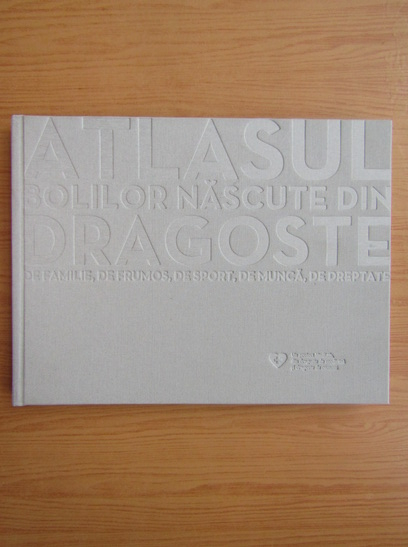 ATLASUL
BOLILOR NĂSCUTE DIN
DRAGOSTE
DE FAMILIE, DE FRUMOS, DE SPORT, DE MUNCĂ, DE DREPTATE